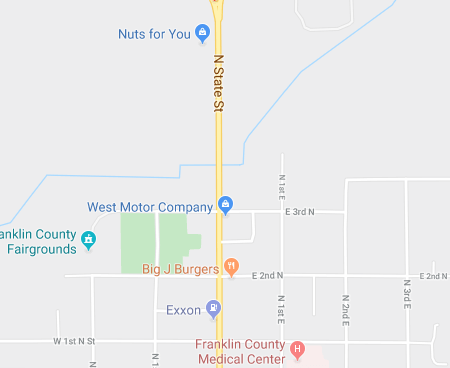 Nuts for You
N State St
N 1st E
West Motor Company
E 3rd N
anklin County
Fairgrounds
Big J Burgers
E 2nd N
E 2nd N
N 1st E
N 2nd E
N 3rd E
Exxon
W 1st N St
Franklin County
Medical Center
H